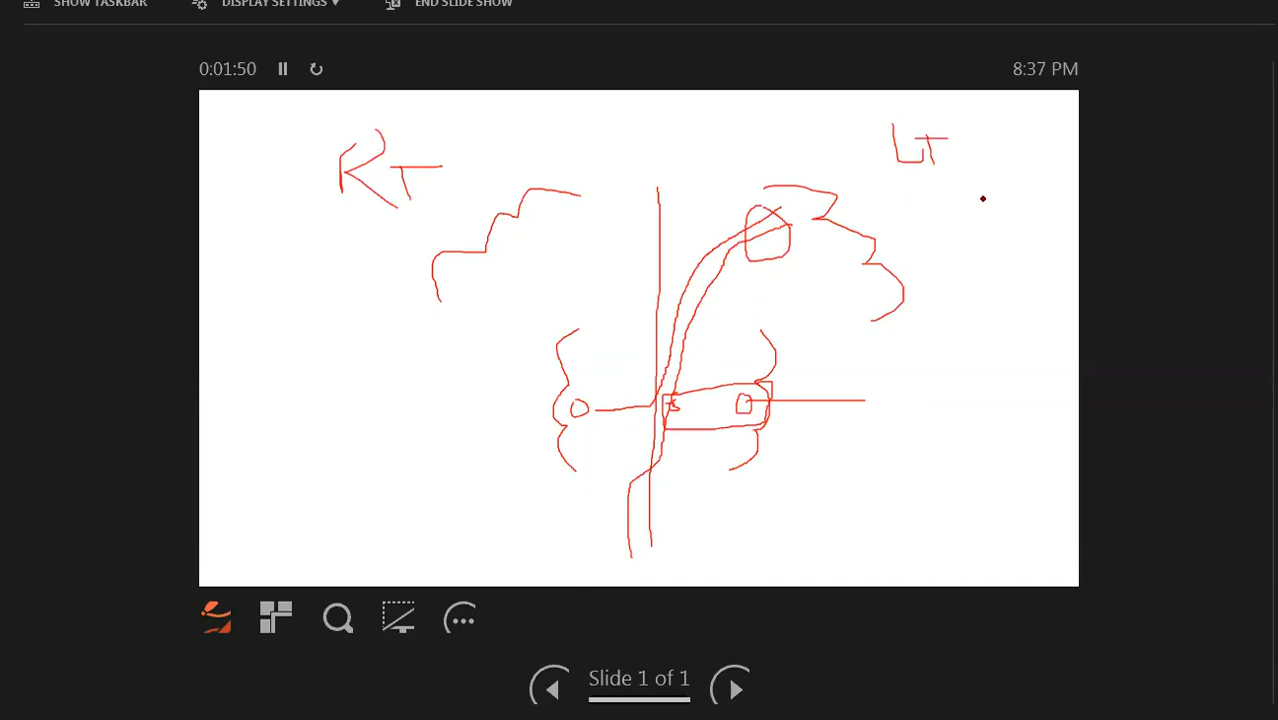 SHOW TASKBAR DISPLAY SETTINGS ▼ END SLIDE SHOW
0:01:50 8:37 PM
RT LT
Slide 1 of 1